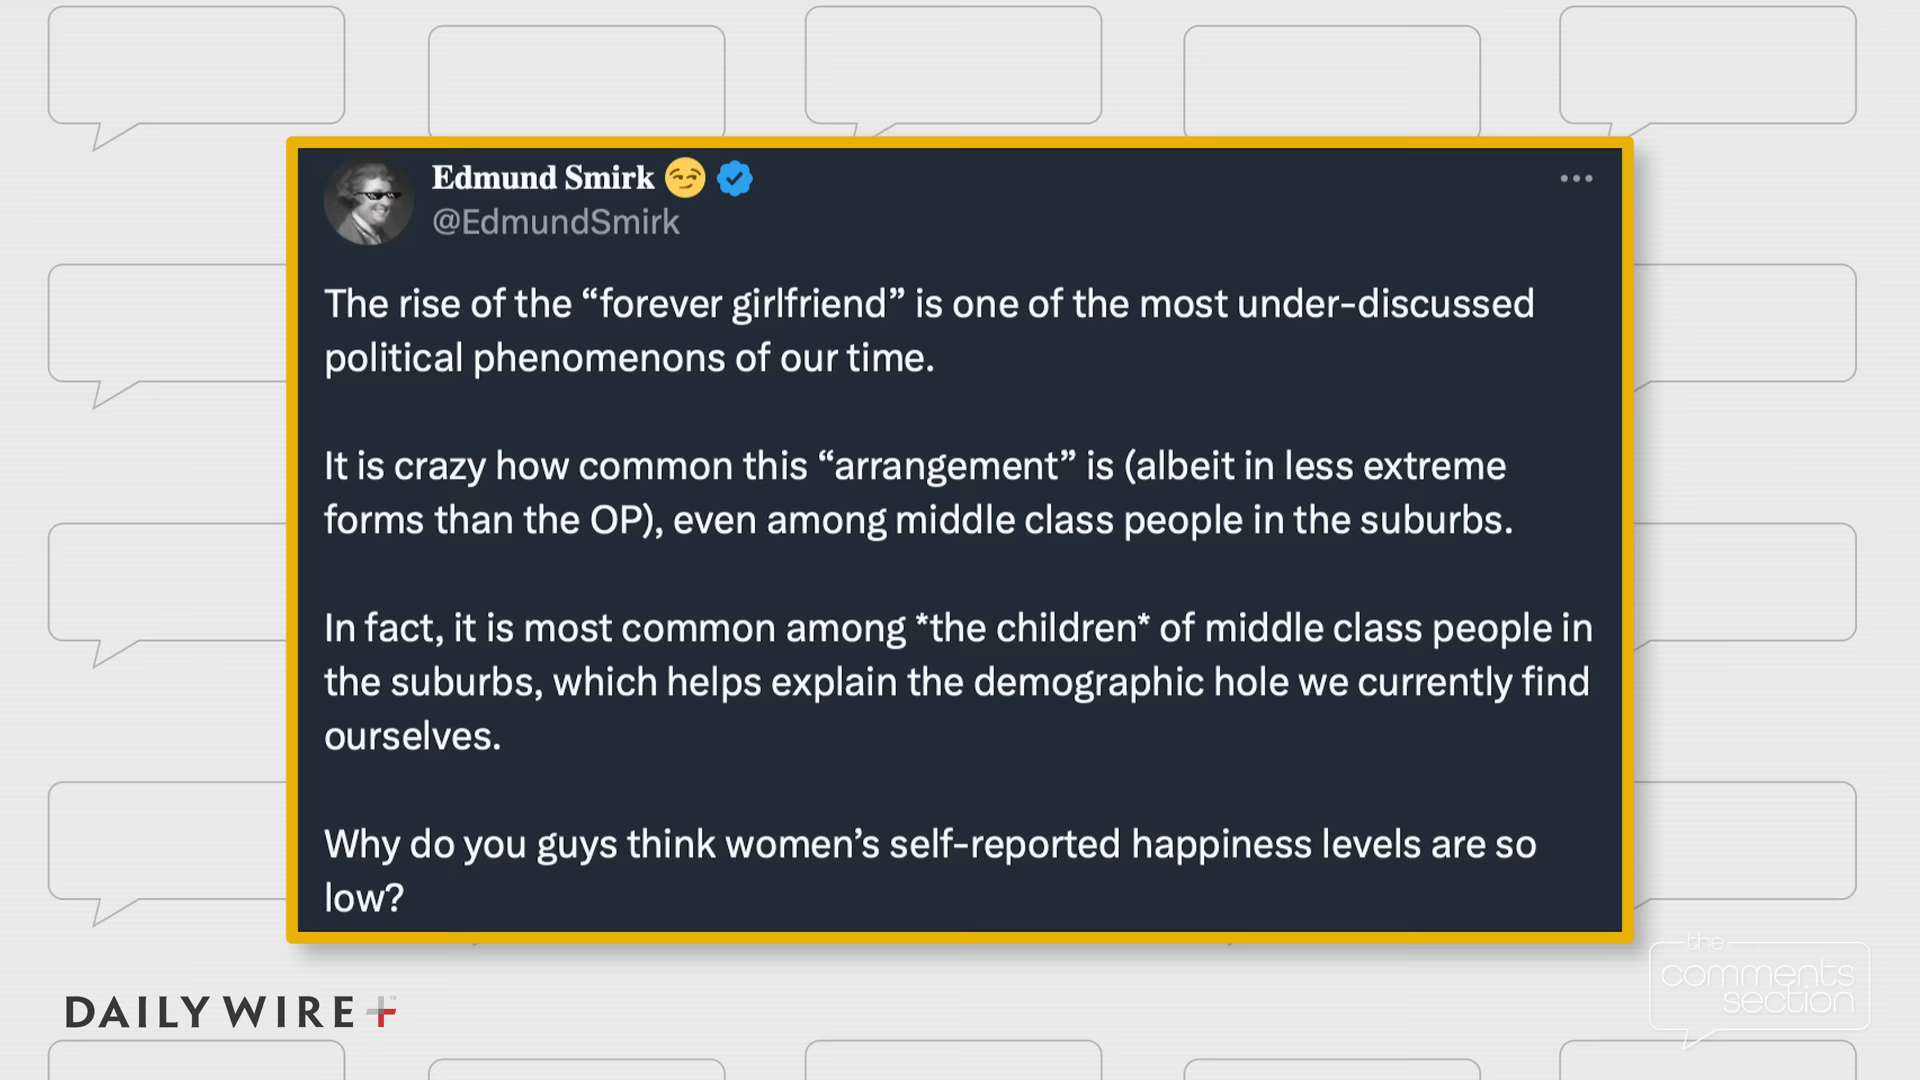 Edmund Smirk 😏
@EdmundSmirk
The rise of the “forever girlfriend” is one of the most under-discussed
political phenomenons of our time.
It is crazy how common this “arrangement” is (albeit in less extreme
forms than the OP), even among middle class people in the suburbs.
In fact, it is most common among *the children* of middle class people in
the suburbs, which helps explain the demographic hole we currently find
ourselves.
Why do you guys think women’s self-reported happiness levels are so
low?
DAILY WIRE+
the
comments
section